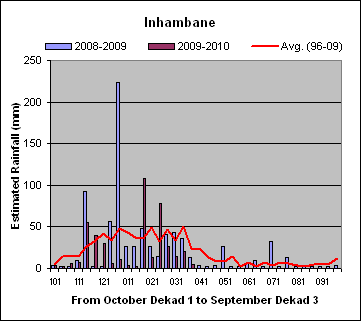 Inhambane
2008-2009 2009-2010 Avg. (96-09)
Estimated Rainfall (mm)
250
200
150
100
50
0
101 111 121 011 021 031 041 051 061 071 081 091
From October Dekad 1 to September Dekad 3